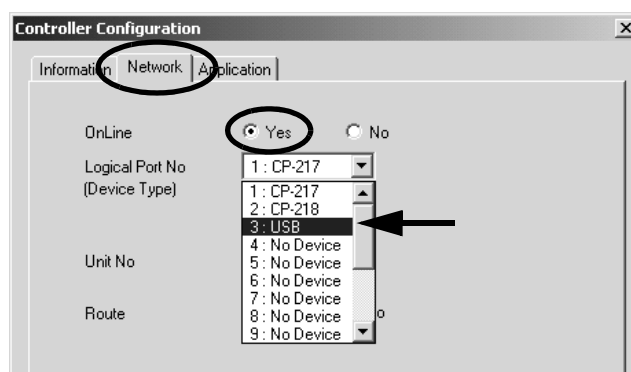 Controller Configuration
Information Network Application
OnLine Yes No
Logical Port No 1 : CP-217
(Device Type)
1 : CP-217
2 : CP-218
3 : USB
4 : No Device
5 : No Device
6 : No Device
7 : No Device
8 : No Device
9 : No Device
Unit No
Route
o